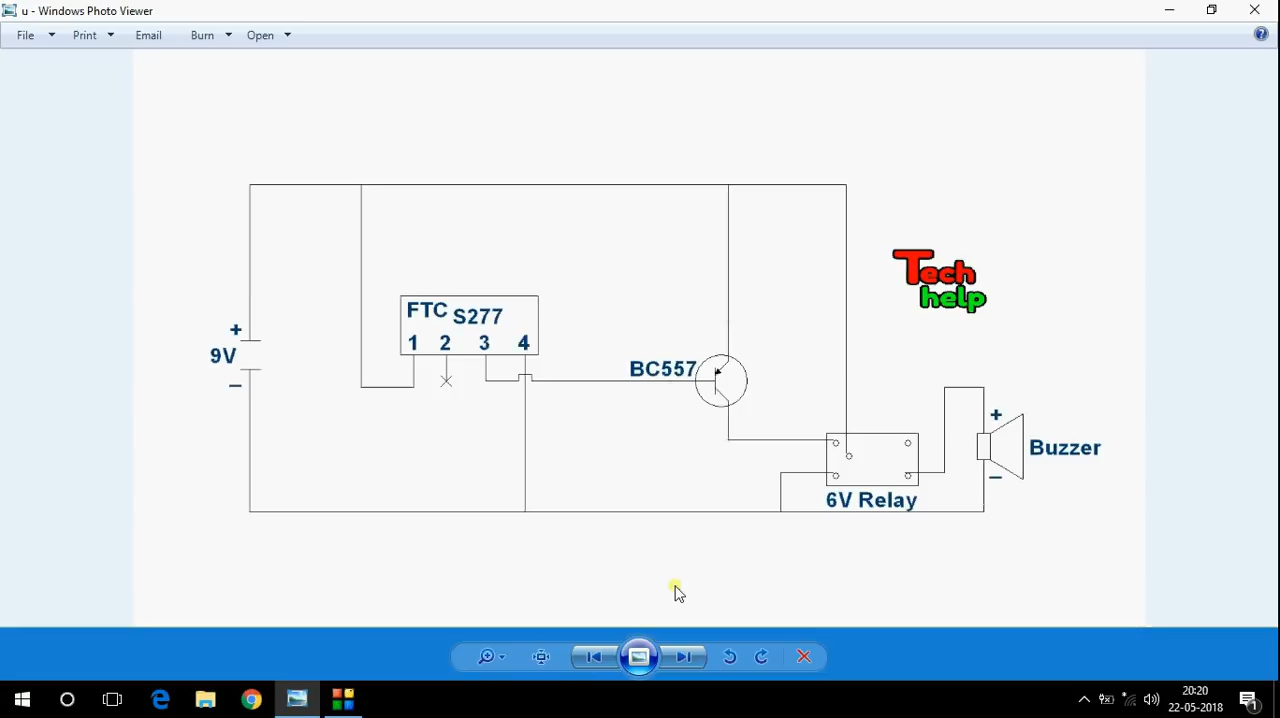 u - Windows Photo Viewer
File Print Email Burn Open
Tech
help
FTC S277
1 2 3 4
+
9V
−
BC557
+
Buzzer
−
6V Relay
20:20
22-05-2018
1